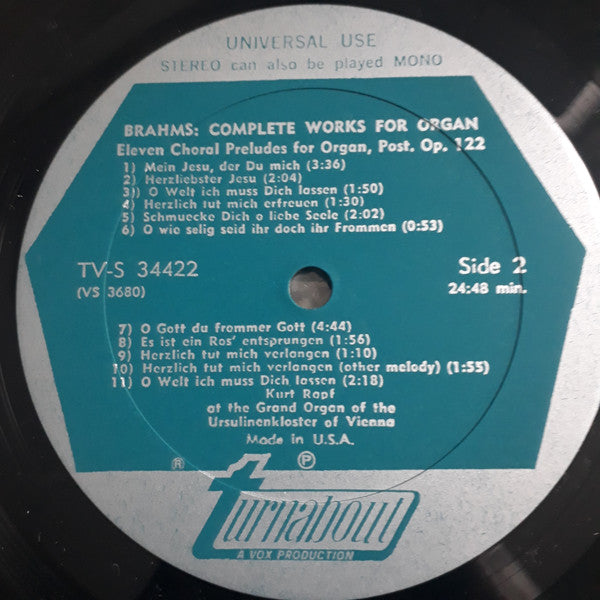 UNIVERSAL USE
STEREO can also be played MONO
BRAHMS: COMPLETE WORKS FOR ORGAN
Eleven Choral Preludes for Organ, Post. Op. 122
1) Mein Jesu, der Du mich (3:36)
2) Herzliebster Jesu (2:04)
3)) O Welt ich muss Dich lassen (1:50)
4) Herzlich tut mich erfreuen (1:30)
5) Schmuecke Dich o liebe Seele (2:02)
6) O wie selig seid ihr doch ihr Frommen (0:53)
TV-S 34422
(VS 3680)
Side 2
24:48 min.
7) O Gott du frommer Gott (4:44)
8) Es ist ein Ros' entsprungen (1:56)
9) Herzlich tut mich verlangen (1:10)
10) Herzlich tut mich verlangen (other melody) (1:55)
11) O Welt ich muss Dich lassen (2:18)
Kurt Rapf
at the Grand Organ of the
Ursulinenkloster of Vienna
Made in U.S.A.
® ℗
turnabout
A VOX PRODUCTION